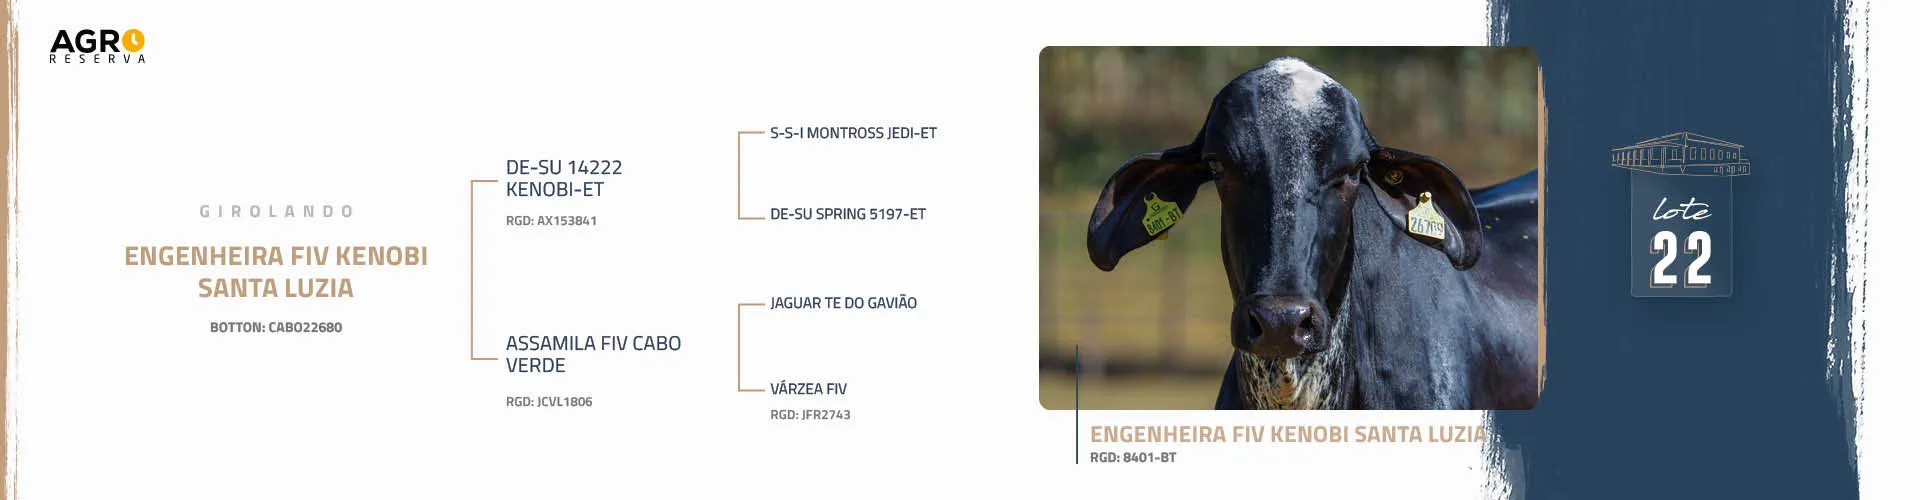 AGRO
RESERVA
GIROLANDO
ENGENHEIRA FIV KENOBI
SANTA LUZIA
BOTTON: CABO22680
DE-SU 14222
KENOBI-ET
RGD: AX153841
ASSAMILA FIV CABO
VERDE
RGD: JCVL1806
S-S-I MONTROSS JEDI-ET
DE-SU SPRING 5197-ET
JAGUAR TE DO GAVIÃO
VÁRZEA FIV
RGD: JFR2743
8401-BT
ENGENHEIRA FIV KENOBI SANTA LUZIA
RGD: 8401-BT
lote
22